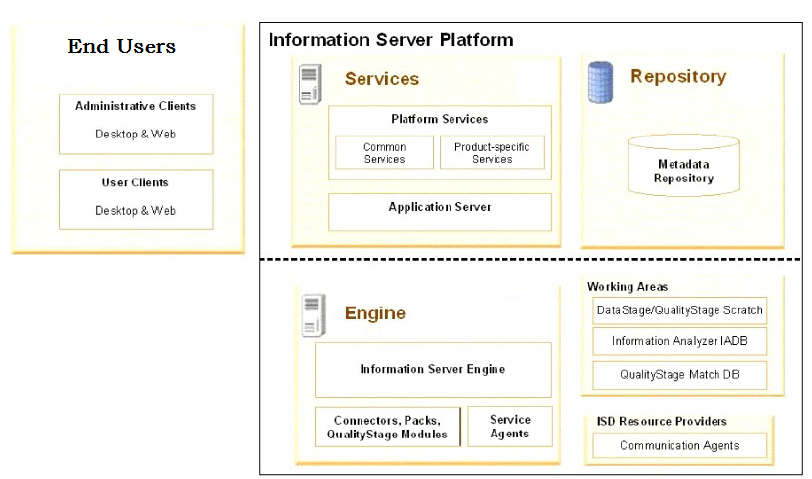 End Users
Administrative Clients
Desktop & Web
User Clients
Desktop & Web
Information Server Platform
Services
Platform Services
Common
Services
Product-specific
Services
Application Server
Repository
Metadata
Repository
Engine
Information Server Engine
Connectors, Packs,
QualityStage Modules
Service
Agents
Working Areas
DataStage/QualityStage Scratch
Information Analyzer IADB
QualityStage Match DB
ISD Resource Providers
Communication Agents